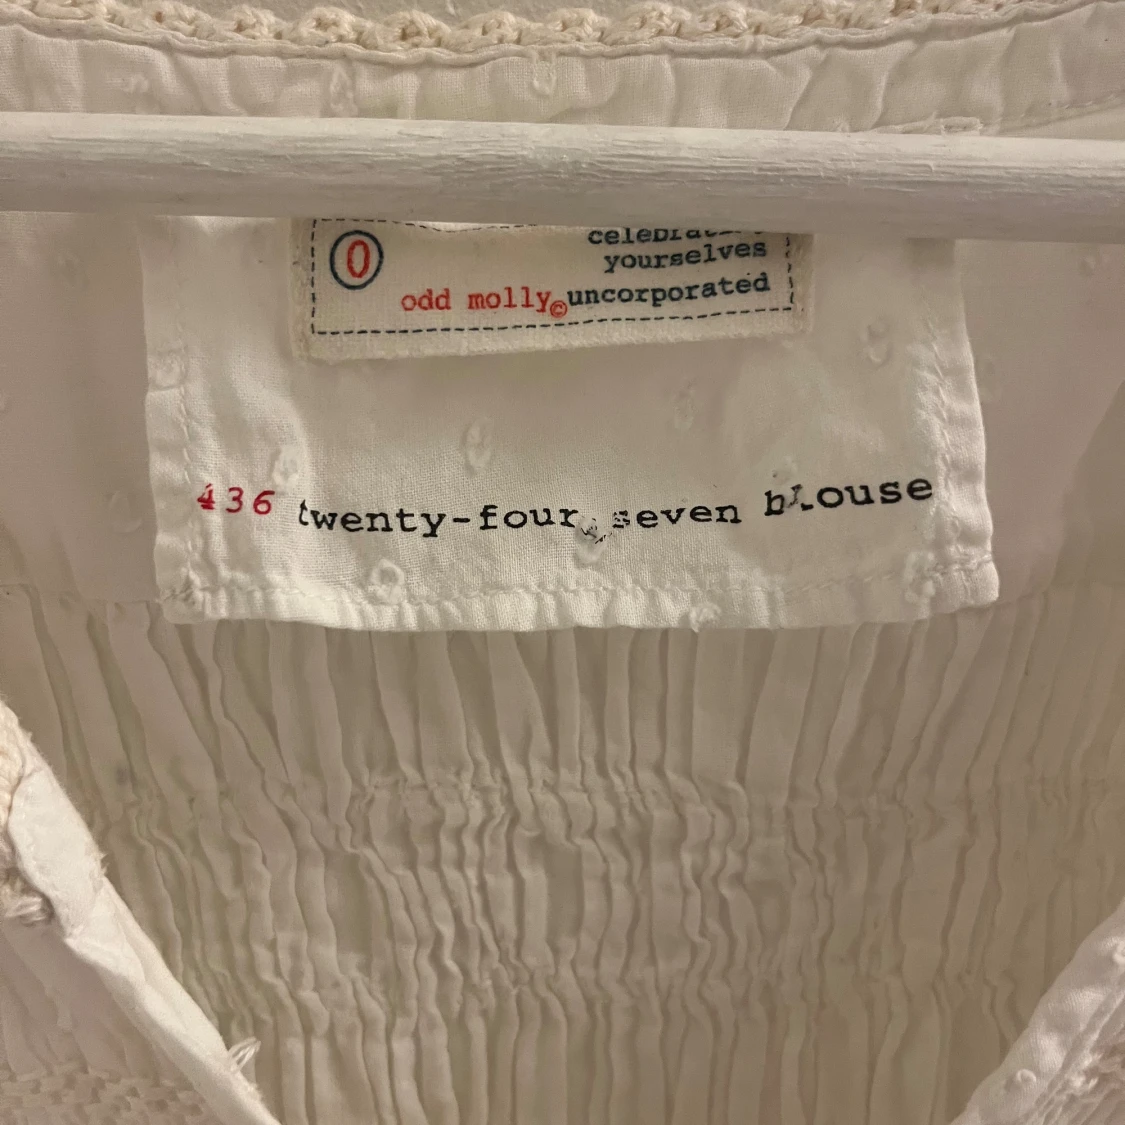 0
yourselves
odd molly©uncorporated
436 twenty-four seven blouse